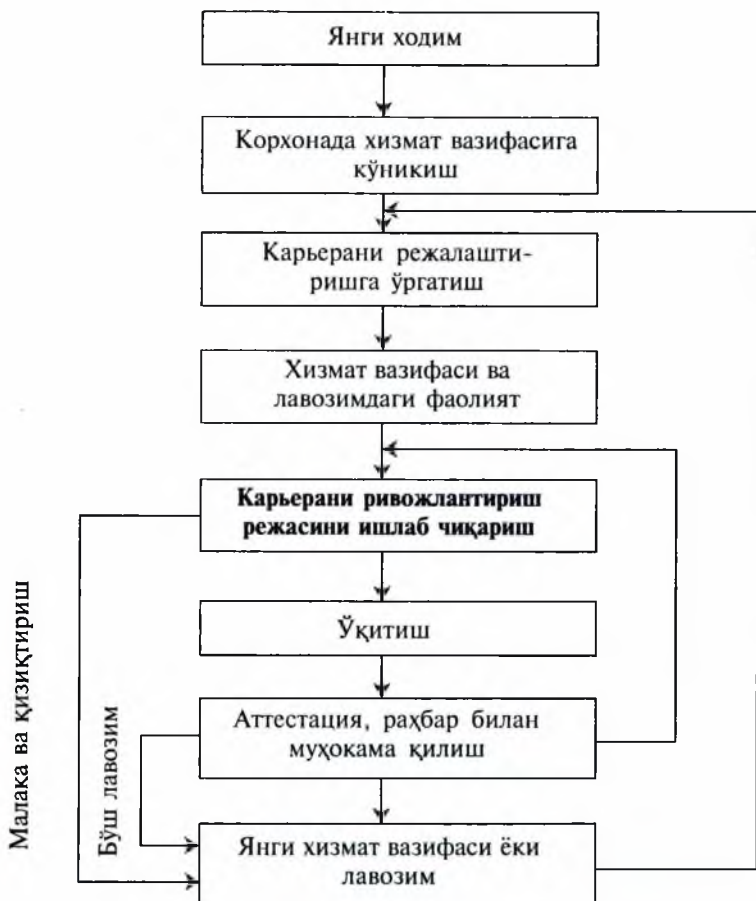 Янги ходим
Корхонада хизмат вазифасига
кўникиш
Карьерани режалашти-
ришга ўргатиш
Хизмат вазифаси ва
лавозимдаги фаолият
Карьерани ривожлантириш
режасини ишлаб чиқариш
Ўқитиш
Аттестация, раҳбар билан
муҳокама қилиш
Янги хизмат вазифаси ёки
лавозим
Малака ва қизиқтириш
Бўш лавозим